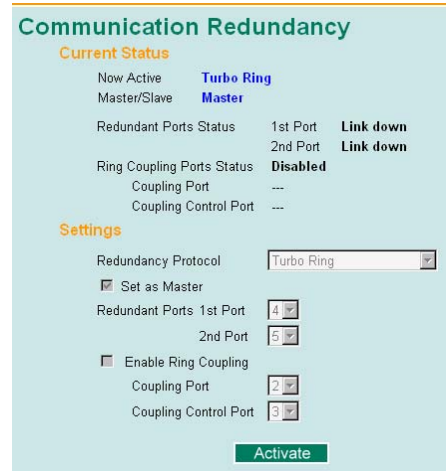 Communication Redundancy
Current Status
Now Active Turbo Ring
Master/Slave Master
Redundant Ports Status 1st Port Link down
2nd Port Link down
Ring Coupling Ports Status Disabled
Coupling Port ---
Coupling Control Port ---
Settings
Redundancy Protocol Turbo Ring
Set as Master
Redundant Ports 1st Port 4
2nd Port 5
Enable Ring Coupling
Coupling Port 2
Coupling Control Port 3
Activate